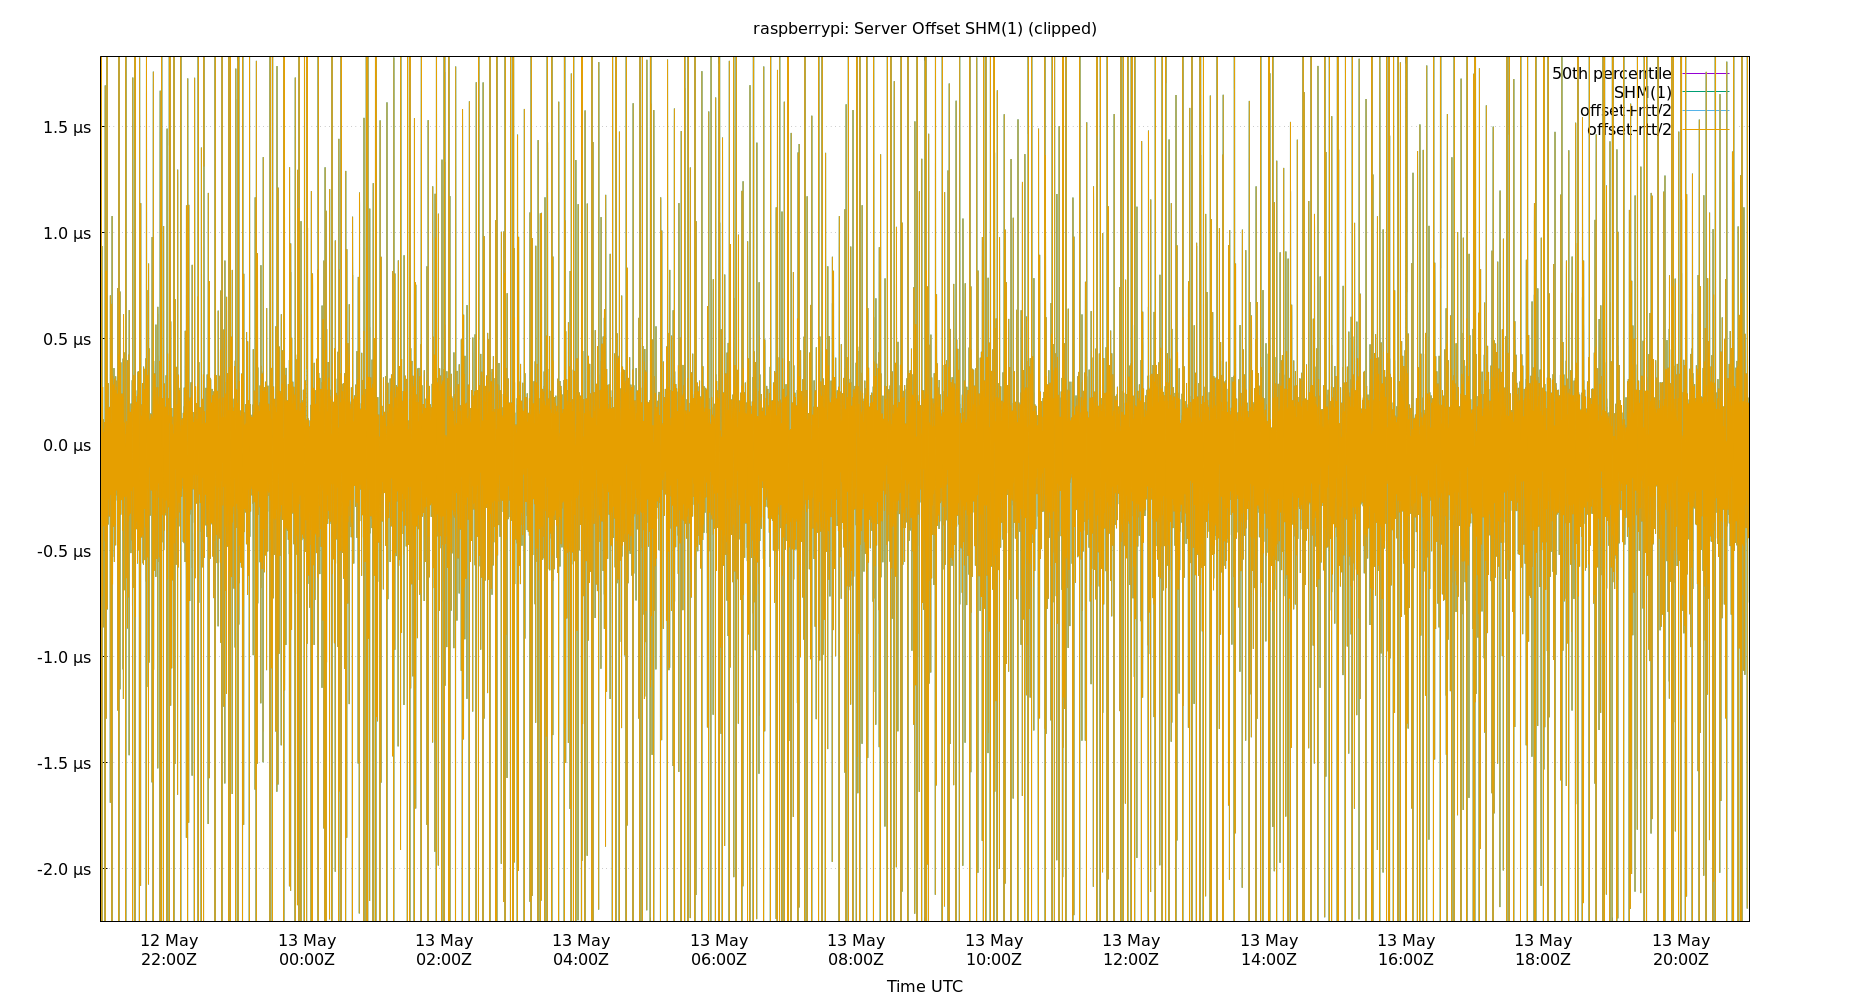 raspberrypi: Server Offset SHM(1) (clipped)
50th percentile
SHM(1)
offset+rtt/2
offset-rtt/2
1.5 µs
1.0 µs
0.5 µs
0.0 µs
-0.5 µs
-1.0 µs
-1.5 µs
-2.0 µs
12 May 13 May 13 May 13 May 13 May 13 May 13 May 13 May 13 May 13 May 13 May 13 May
22:00Z 00:00Z 02:00Z 04:00Z 06:00Z 08:00Z 10:00Z 12:00Z 14:00Z 16:00Z 18:00Z 20:00Z
Time UTC